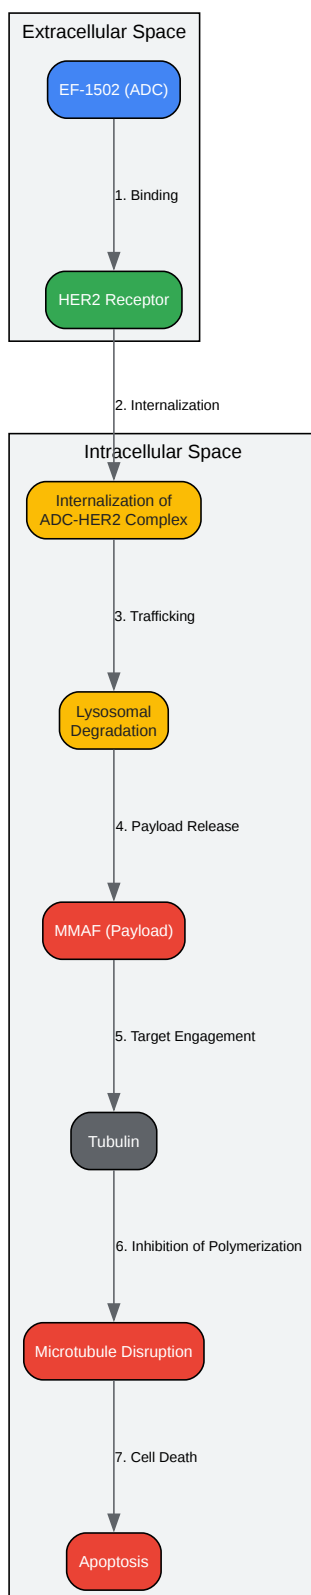 Extracellular Space
EF-1502 (ADC)
1. Binding
HER2 Receptor
2. Internalization
Intracellular Space
Internalization of
ADC-HER2 Complex
3. Trafficking
Lysosomal
Degradation
4. Payload Release
MMAF (Payload)
5. Target Engagement
Tubulin
6. Inhibition of Polymerization
Microtubule Disruption
7. Cell Death
Apoptosis